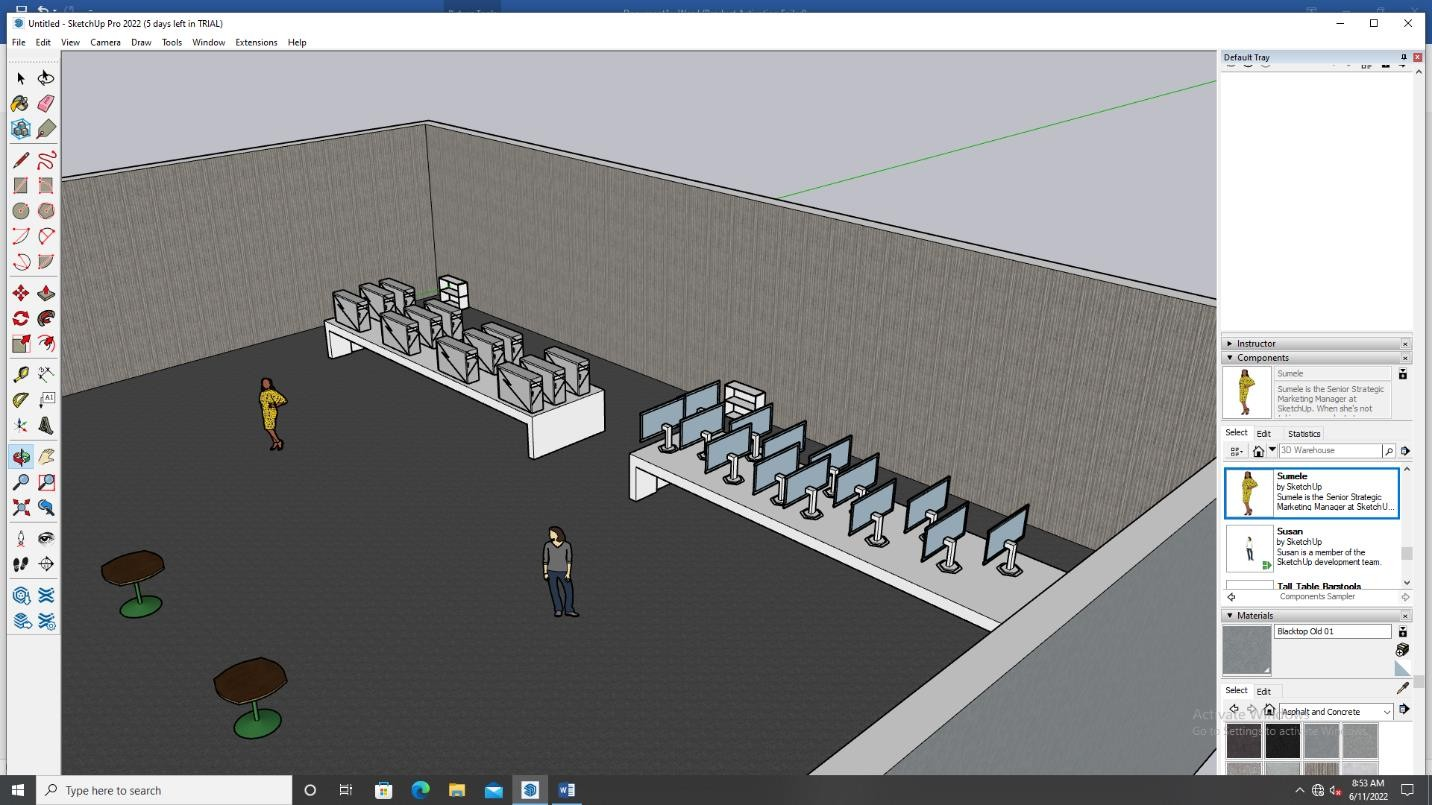 Untitled - SketchUp Pro 2022 (5 days left in TRIAL)
File Edit View Camera Draw Tools Window Extensions Help
Default Tray
Instructor
Components
Sumele
Sumele is the Senior Strategic
Marketing Manager at
SketchUp. When she's not
Select Edit Statistics
3D Warehouse
Sumele
by SketchUp
Sumele is the Senior Strategic
Marketing Manager at SketchU...
Susan
by SketchUp
Susan is a member of the
SketchUp development team.
Tall Table Barstools
Components Sampler
Materials
Blacktop Old 01
Select Edit
Asphalt and Concrete
Activate Windows
Go to Settings to activate Windows.
A1
Type here to search
8:53 AM
6/11/2022